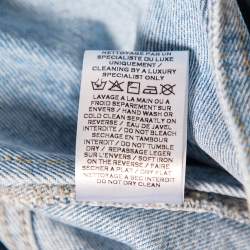 NETTOYAGE PAR UN
SPECIALISTE DU LUXE
UNIQUEMENT /
CLEANING BY A LUXURY
SPECIALIST ONLY
LAVAGE A LA MAIN OU A
FROID SEPAREMENT SUR
ENVERS / HAND WASH OR
COLD CLEAN SEPARATLY ON
REVERSE / EAU DE JAVEL
INTERDITE / DO NOT BLEACH
SECHAGE EN TAMBOUR
INTERDIT / DO NOT TUMBLE
DRY / REPASSAGE LEGER
SUR L'ENVERS / SOFT IRON
ON THE REVERSE / FAIRE
SECHER A PLAT / DRY FLAT
NETTOYAGE A SEC INTERDIT
DO NOT DRY CLEAN